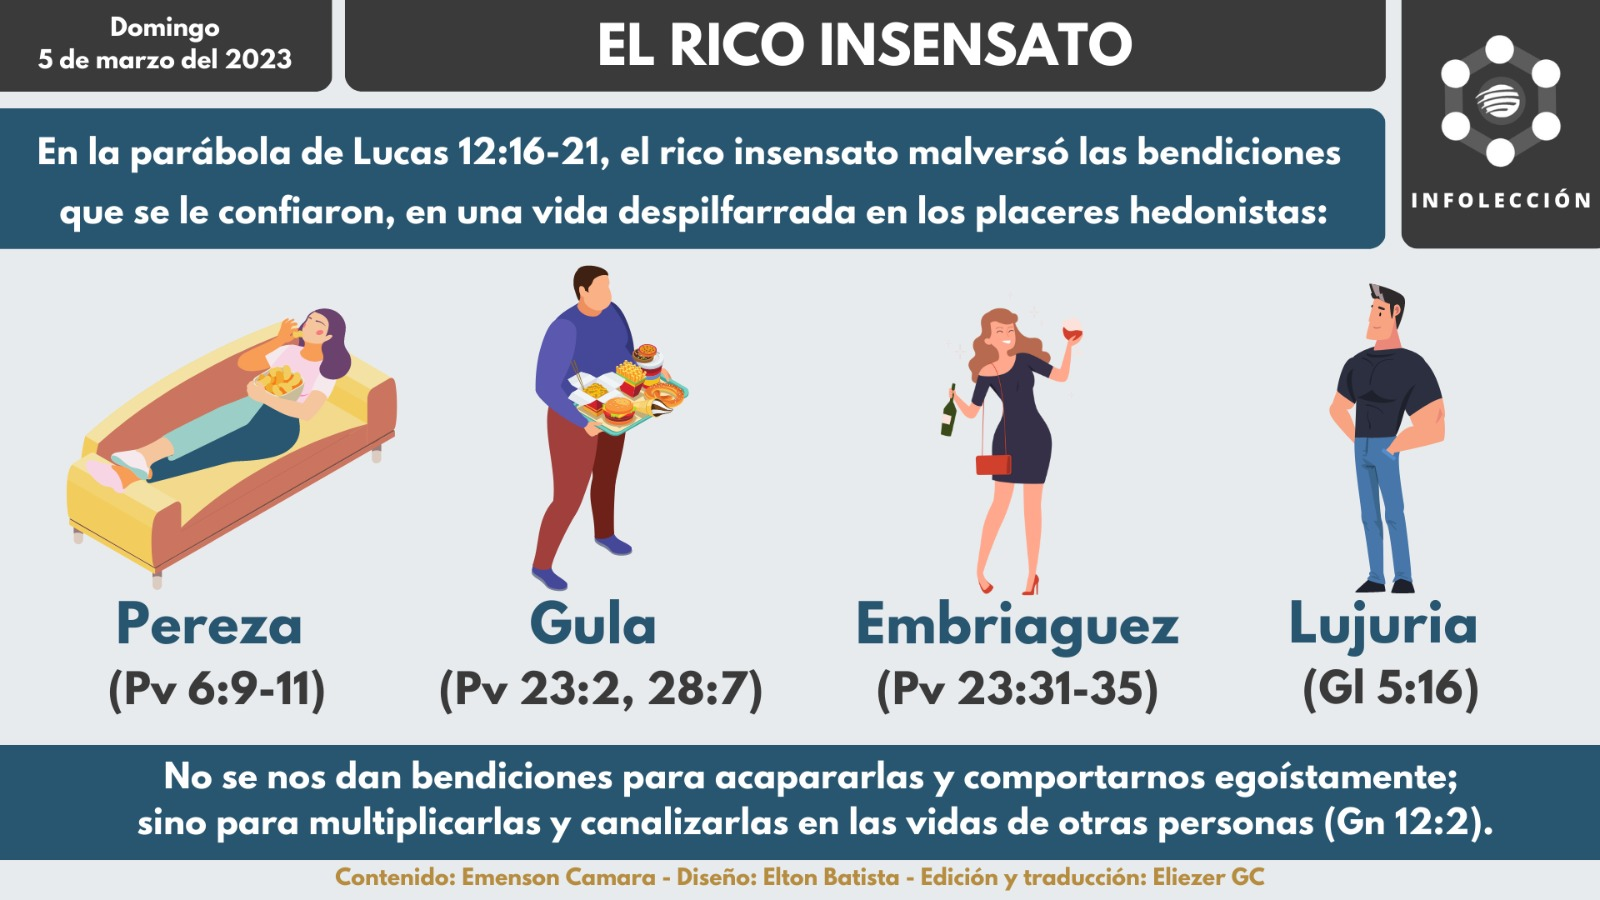 Domingo
5 de marzo del 2023
EL RICO INSENSATO
INFOLECCIÓN
En la parábola de Lucas 12:16-21, el rico insensato malversó las bendiciones
que se le confiaron, en una vida despilfarrada en los placeres hedonistas:
Pereza
(Pv 6:9-11)
Gula
(Pv 23:2, 28:7)
Embriaguez
(Pv 23:31-35)
Lujuria
(Gl 5:16)
No se nos dan bendiciones para acapararlas y comportarnos egoístamente;
sino para multiplicarlas y canalizarlas en las vidas de otras personas (Gn 12:2).
Contenido: Emenson Camara - Diseño: Elton Batista - Edición y traducción: Eliezer GC